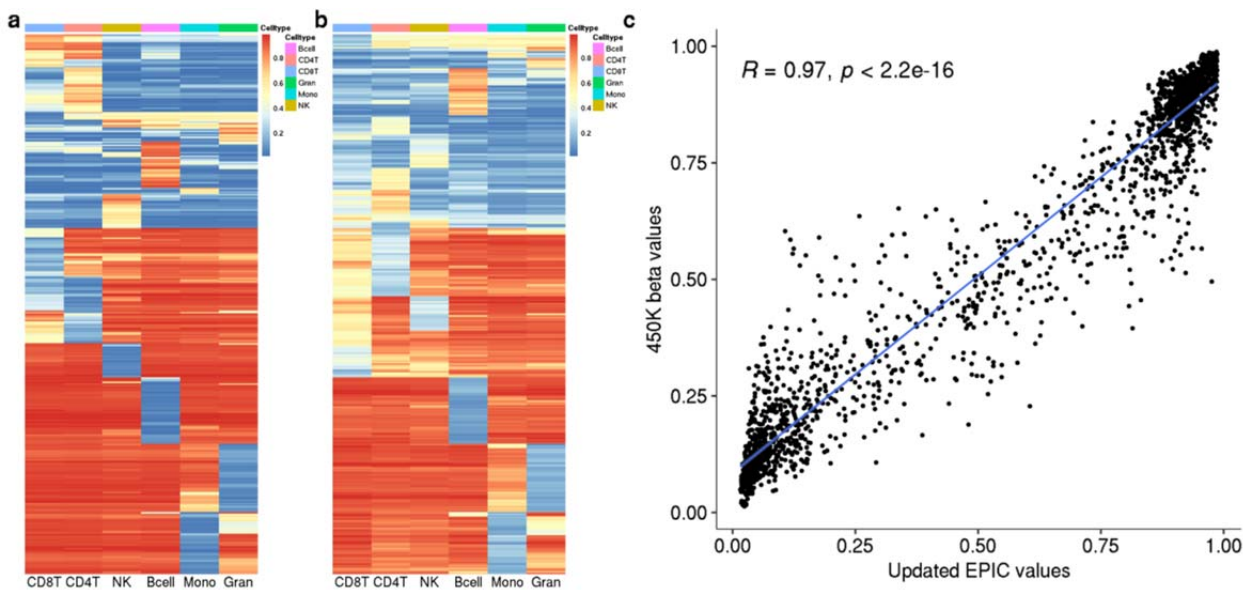 a
Celltype
Celltype
Bcell
CD4T
CD8T
Gran
Mono
NK
0.8
0.6
0.4
0.2
CD8T CD4T NK Bcell Mono Gran
b
Celltype
Celltype
Bcell
CD4T
CD8T
Gran
Mono
NK
0.8
0.6
0.4
0.2
CD8T CD4T NK Bcell Mono Gran
c
R = 0.97, p < 2.2e-16
450K beta values
1.00
0.75
0.50
0.25
0.00
0.00 0.25 0.50 0.75 1.00
Updated EPIC values